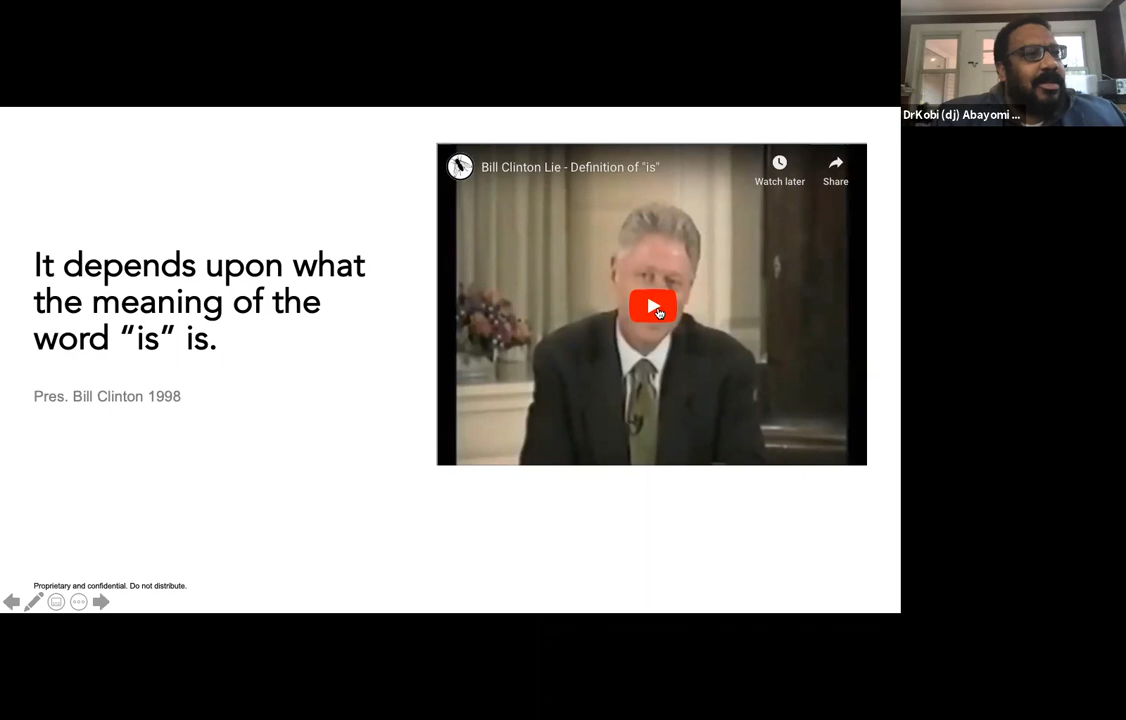 DrKobi (dj) Abayomi ...
Bill Clinton Lie - Definition of "is"
Watch later
Share
It depends upon what
the meaning of the
word “is” is.
Pres. Bill Clinton 1998
Proprietary and confidential. Do not distribute.